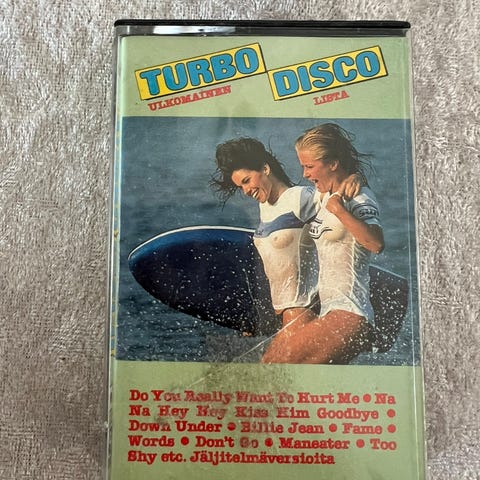 TURBO DISCO
ULKOMAINEN LISTA
Do You Really Want To Hurt Me • Na
Na Hey Hey Kiss Him Goodbye •
Down Under • Billie Jean • Fame •
Words • Don't Go • Maneater • Too
Shy etc. Jäljitelmäversioita